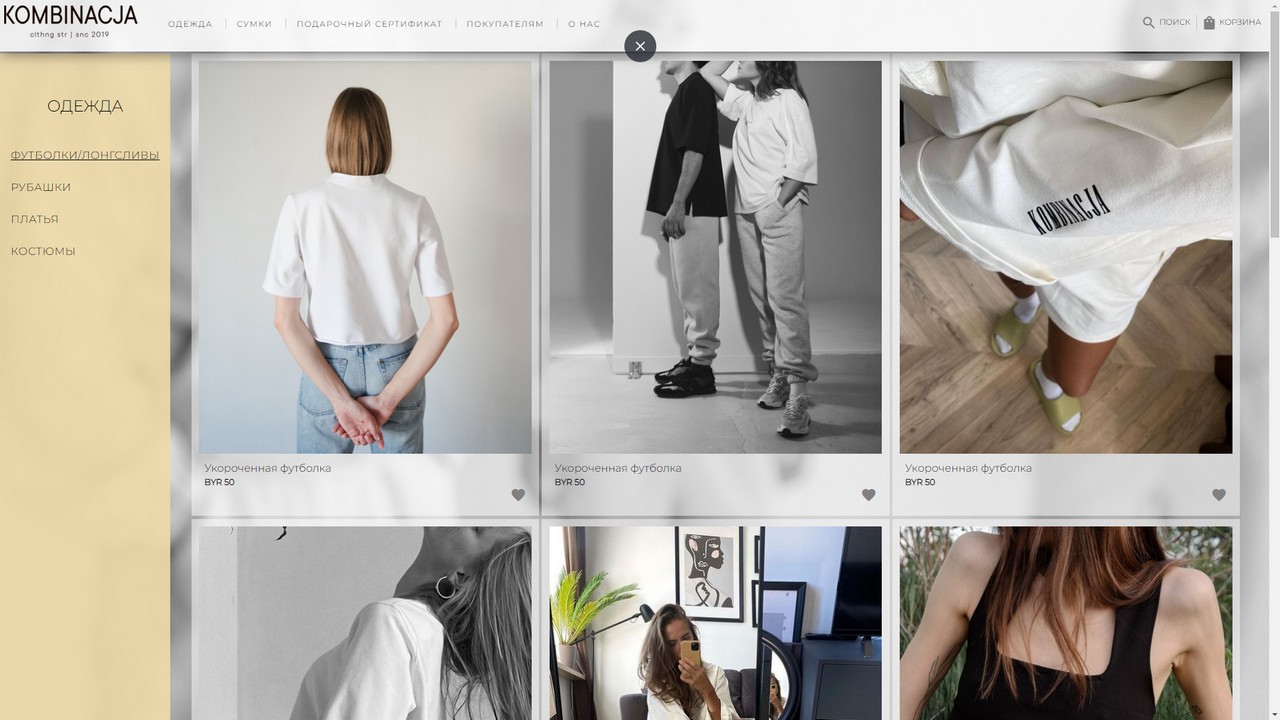 KOMBINACJA
clthng str | snc 2019
ОДЕЖДА
СУМКИ
ПОДАРОЧНЫЙ СЕРТИФИКАТ
ПОКУПАТЕЛЯМ
О НАС
ПОИСК
КОРЗИНА
ОДЕЖДА
ФУТБОЛКИ/ЛОНГСЛИВЫ
РУБАШКИ
ПЛАТЬЯ
КОСТЮМЫ
KOMBINACJA
Укороченная футболка
BYR 50
Укороченная футболка
BYR 50
Укороченная футболка
BYR 50